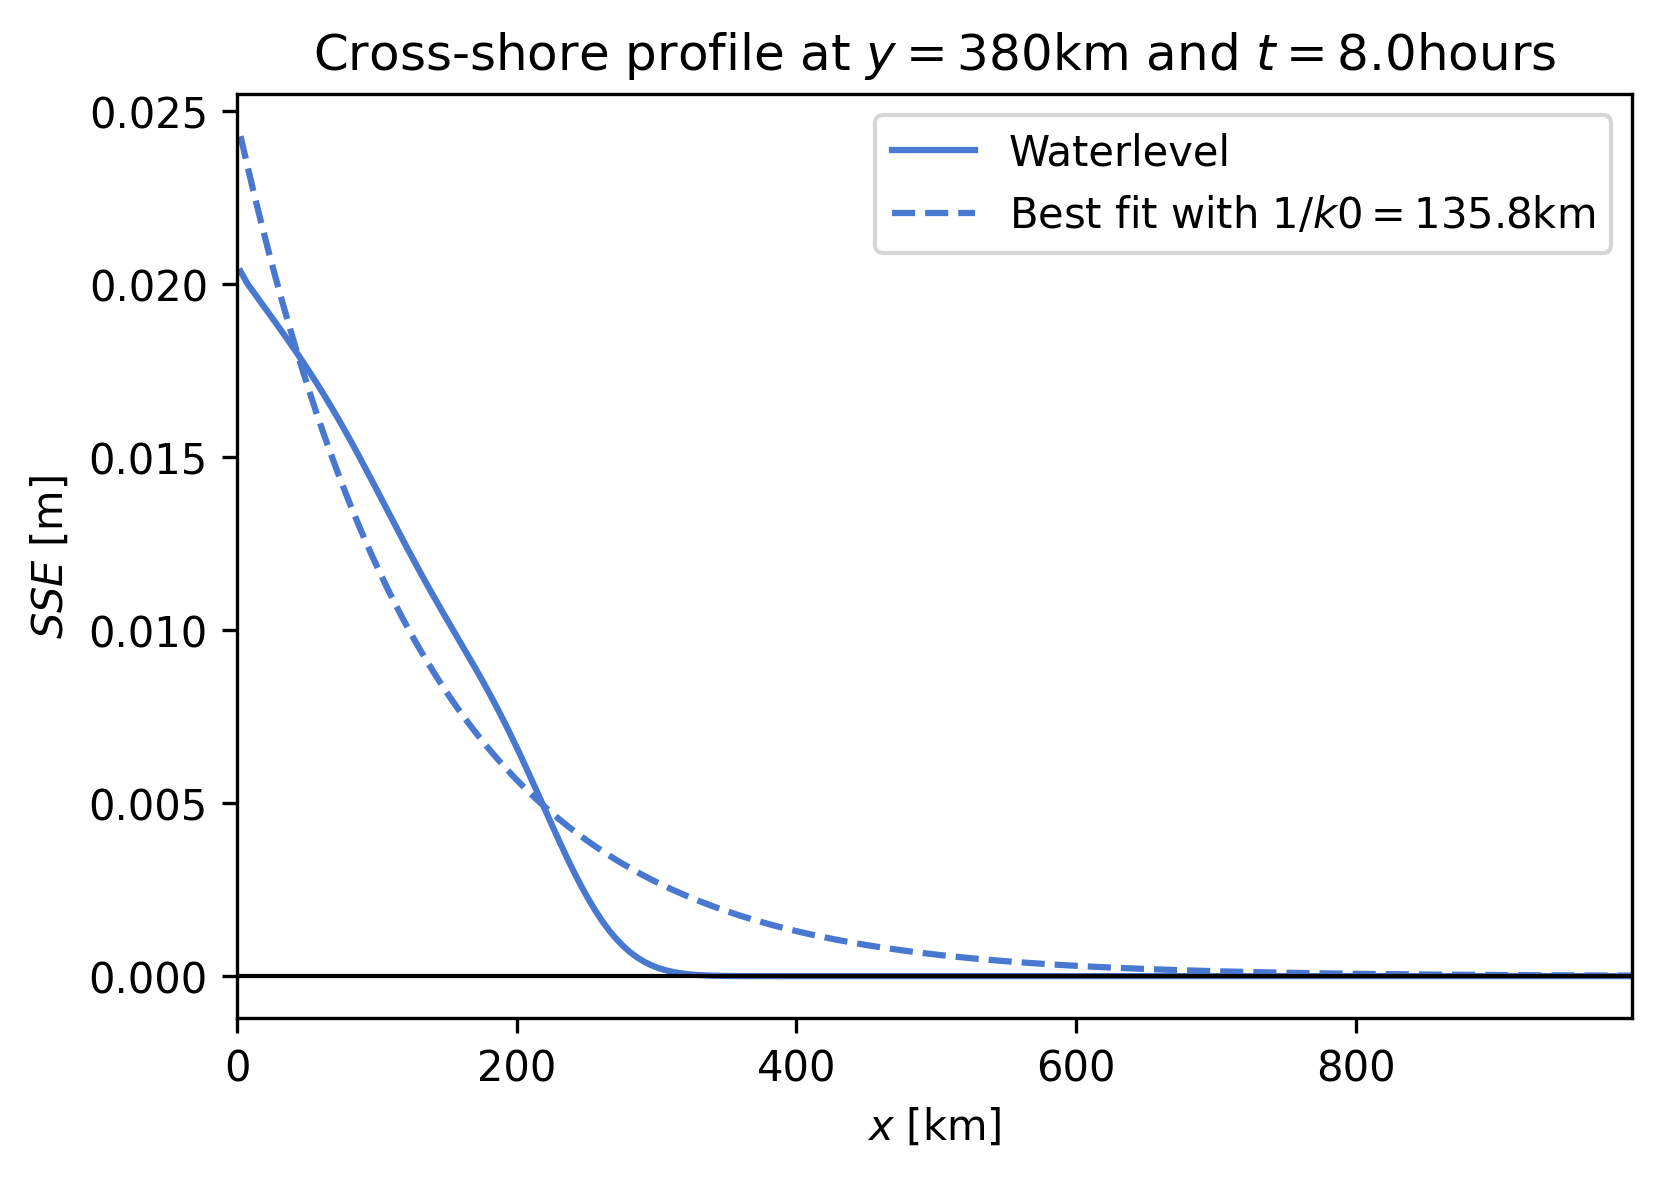 Cross-shore profile at y = 380km and t = 8.0hours
Waterlevel
Best fit with 1/k0 = 135.8km
0.025
0.020
0.015
0.010
0.005
0.000
SSE [m]
0 200 400 600 800
x [km]